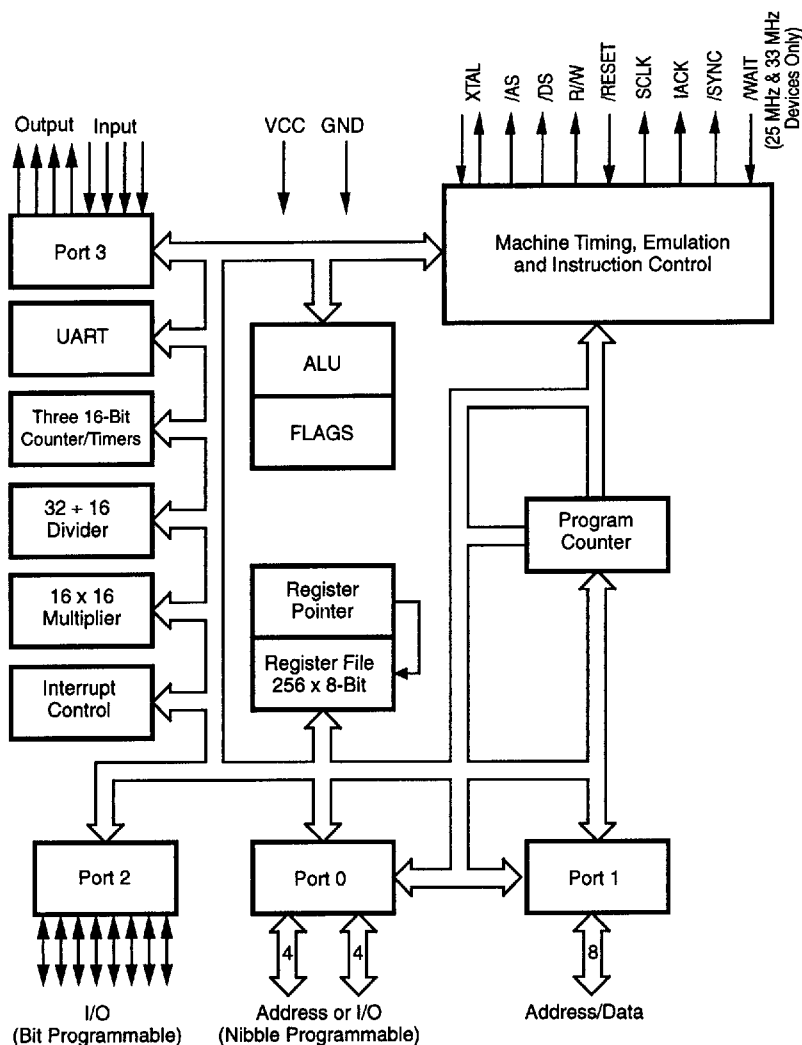 Output
Input
VCC
GND
XTAL
/AS
/DS
R//W
/RESET
SCLK
IACK
/SYNC
/WAIT
(25 MHz & 33 MHz
Devices Only)
Port 3
Machine Timing, Emulation
and Instruction Control
UART
ALU
FLAGS
Three 16-Bit
Counter/Timers
32 ÷ 16
Divider
Program
Counter
16 x 16
Multiplier
Register
Pointer
Register File
256 x 8-Bit
Interrupt
Control
Port 2
Port 0
Port 1
4
4
8
I/O
(Bit Programmable)
Address or I/O
(Nibble Programmable)
Address/Data